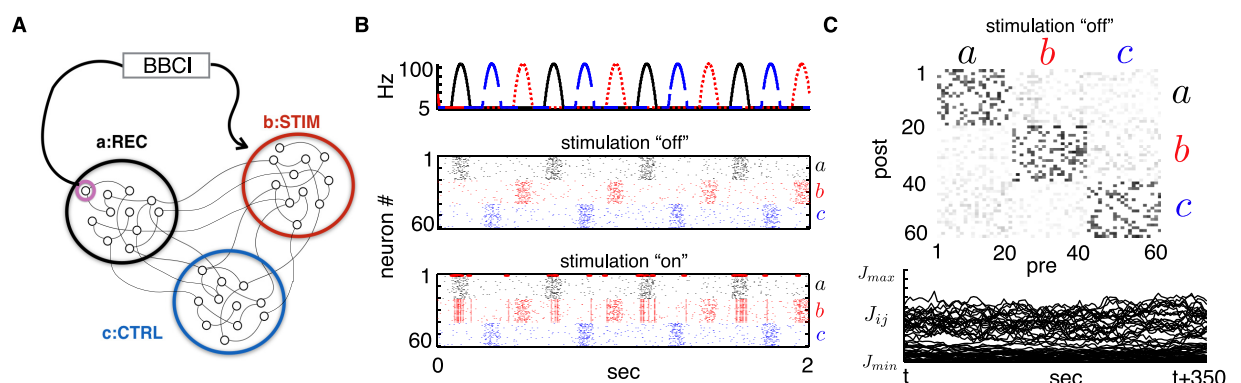 A
BBCI
a:REC
b:STIM
c:CTRL
B
Hz
100
5
stimulation "off"
neuron #
1
60
a
b
c
stimulation "on"
1
60
a
b
c
0
2
sec
C
stimulation "off"
a
b
c
1
20
40
60
post
a
b
c
1
20
40
60
pre
Jmax
Jij
Jmin
t
sec
t+350